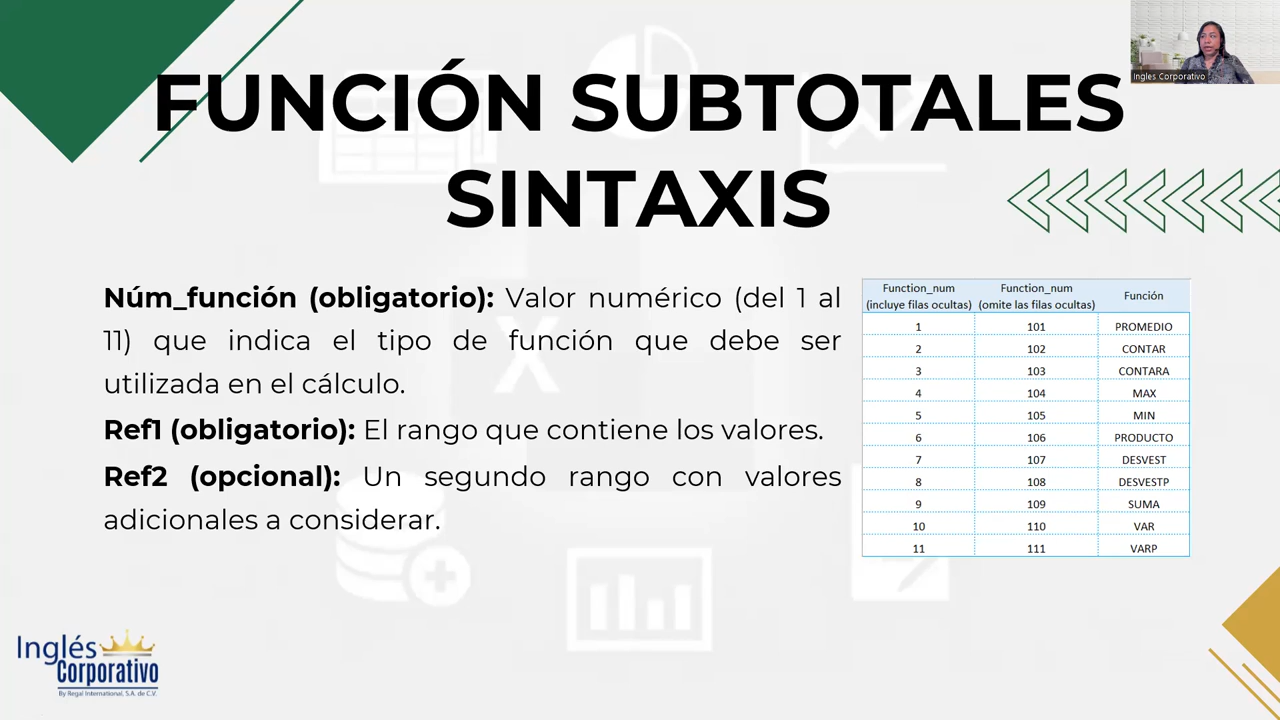 Ingles Corporativo
FUNCIÓN SUBTOTALES
SINTAXIS
Núm_función (obligatorio): Valor numérico (del 1 al
11) que indica el tipo de función que debe ser
utilizada en el cálculo.
Ref1 (obligatorio): El rango que contiene los valores.
Ref2 (opcional): Un segundo rango con valores
adicionales a considerar.
Function_num (incluye filas ocultas) Function_num (omite las filas ocultas) Función
1 101 PROMEDIO
2 102 CONTAR
3 103 CONTARA
4 104 MAX
5 105 MIN
6 106 PRODUCTO
7 107 DESVEST
8 108 DESVESTP
9 109 SUMA
10 110 VAR
11 111 VARP
Inglés
Corporativo
By Regal International, S.A. de C.V.